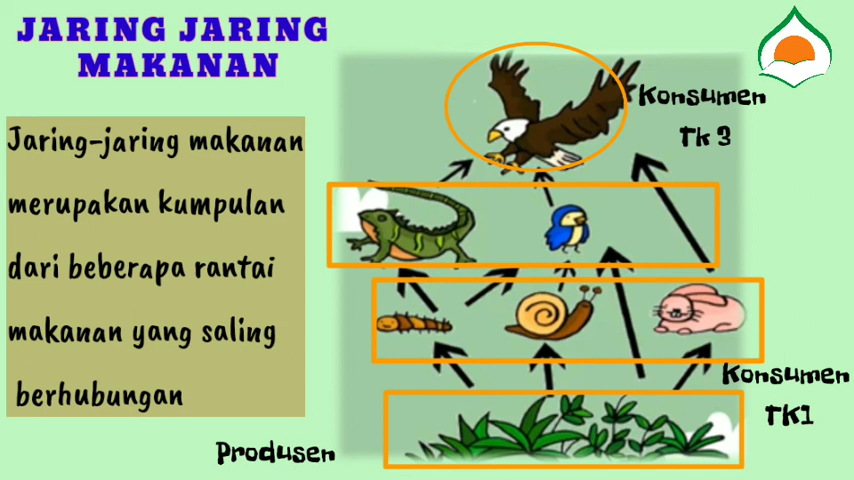 JARING JARING
MAKANAN
Jaring-jaring makanan
merupakan kumpulan
dari beberapa rantai
makanan yang saling
berhubungan
Konsumen
Tk 3
Konsumen
TK1
Produsen